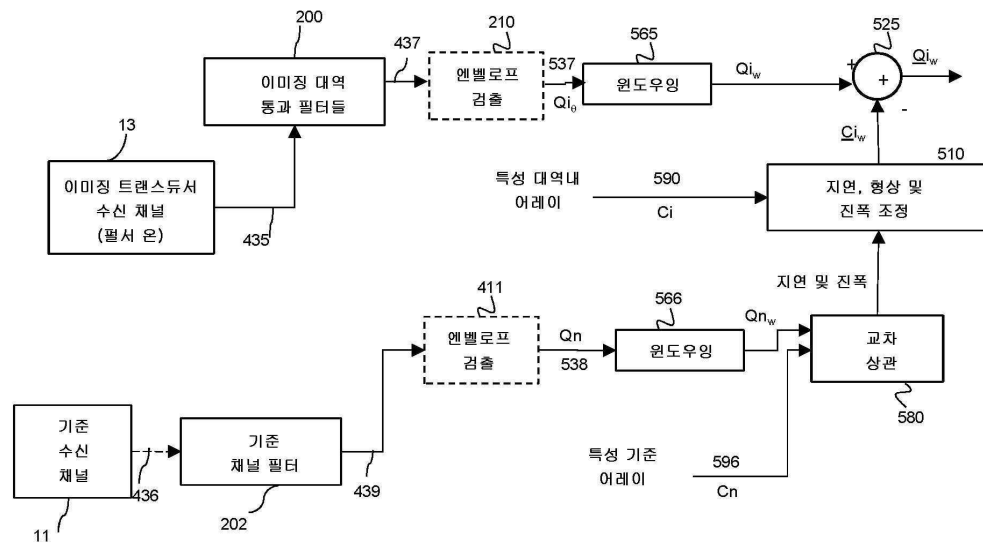 200
이미징 대역
통과 필터들
437
210
엔벨로프
검출
537
Qiθ
565
윈도우잉
Qiw
525
+
+
-
Qiw
13
이미징 트랜스듀서
수신 채널
(펄서 온)
435
특성 대역내
어레이
590
Ci
Ciw
510
지연, 형상 및
진폭 조정
지연 및 진폭
411
엔벨로프
검출
Qn
538
566
윈도우잉
Qnw
교차
상관
580
기준
수신
채널
11
436
기준
채널 필터
202
439
특성 기준
어레이
596
Cn